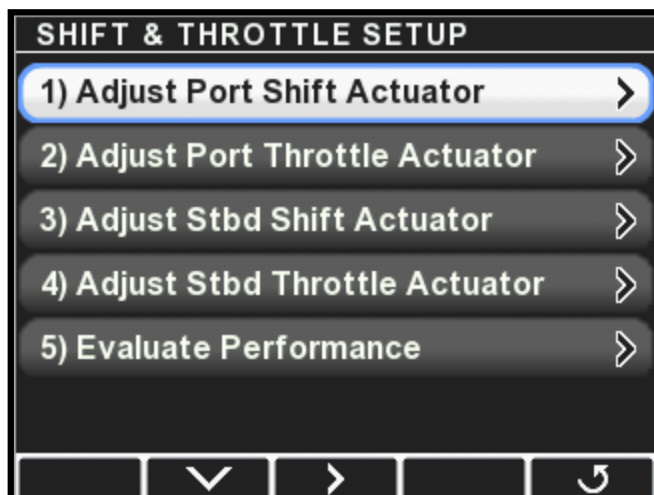 SHIFT & THROTTLE SETUP
1) Adjust Port Shift Actuator
2) Adjust Port Throttle Actuator
3) Adjust Stbd Shift Actuator
4) Adjust Stbd Throttle Actuator
5) Evaluate Performance